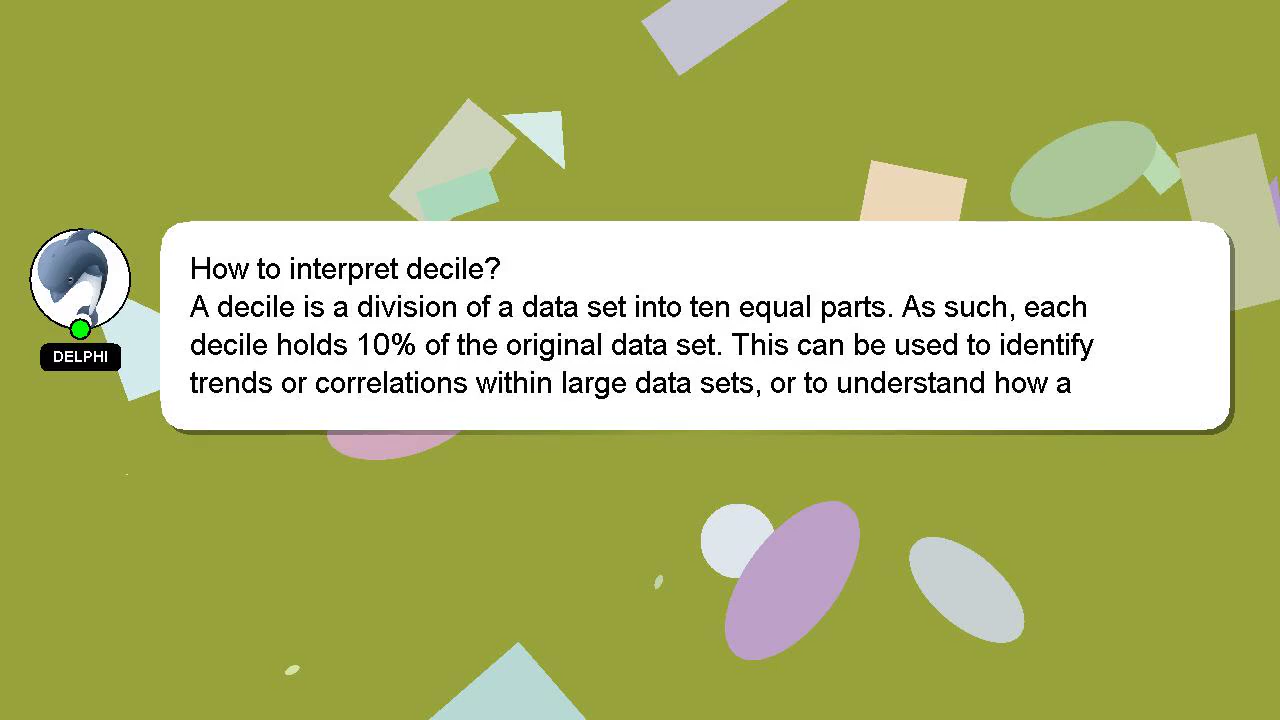 How to interpret decile?
A decile is a division of a data set into ten equal parts. As such, each
decile holds 10% of the original data set. This can be used to identify
trends or correlations within large data sets, or to understand how a
DELPHI